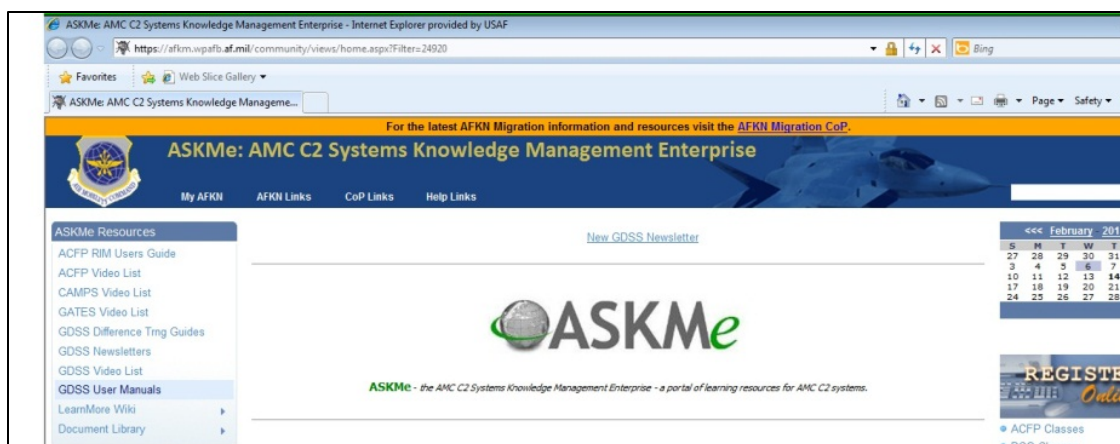 ASKMe: AMC C2 Systems Knowledge Management Enterprise - Internet Explorer provided by USAF
https://afkm.wpafb.af.mil/community/views/home.aspx?Filter=24920
Bing
Favorites Web Slice Gallery
ASKMe: AMC C2 Systems Knowledge Manageme...
Page Safety
For the latest AFKN Migration information and resources visit the AFKN Migration CoP.
ASKMe: AMC C2 Systems Knowledge Management Enterprise
My AFKN AFKN Links CoP Links Help Links
ASKMe Resources
ACFP RIM Users Guide
ACFP Video List
CAMPS Video List
GATES Video List
GDSS Difference Trng Guides
GDSS Newsletters
GDSS Video List
GDSS User Manuals
LearnMore Wiki
Document Library
New GDSS Newsletter
ASKMe
ASKMe - the AMC C2 Systems Knowledge Management Enterprise - a portal of learning resources for AMC C2 systems.
<<< February 201
S M T W T
27 28 29 30 31
3 4 5 6 7
10 11 12 13 14
17 18 19 20 21
24 25 26 27 28
REGISTE
Onli
ACFP Classes